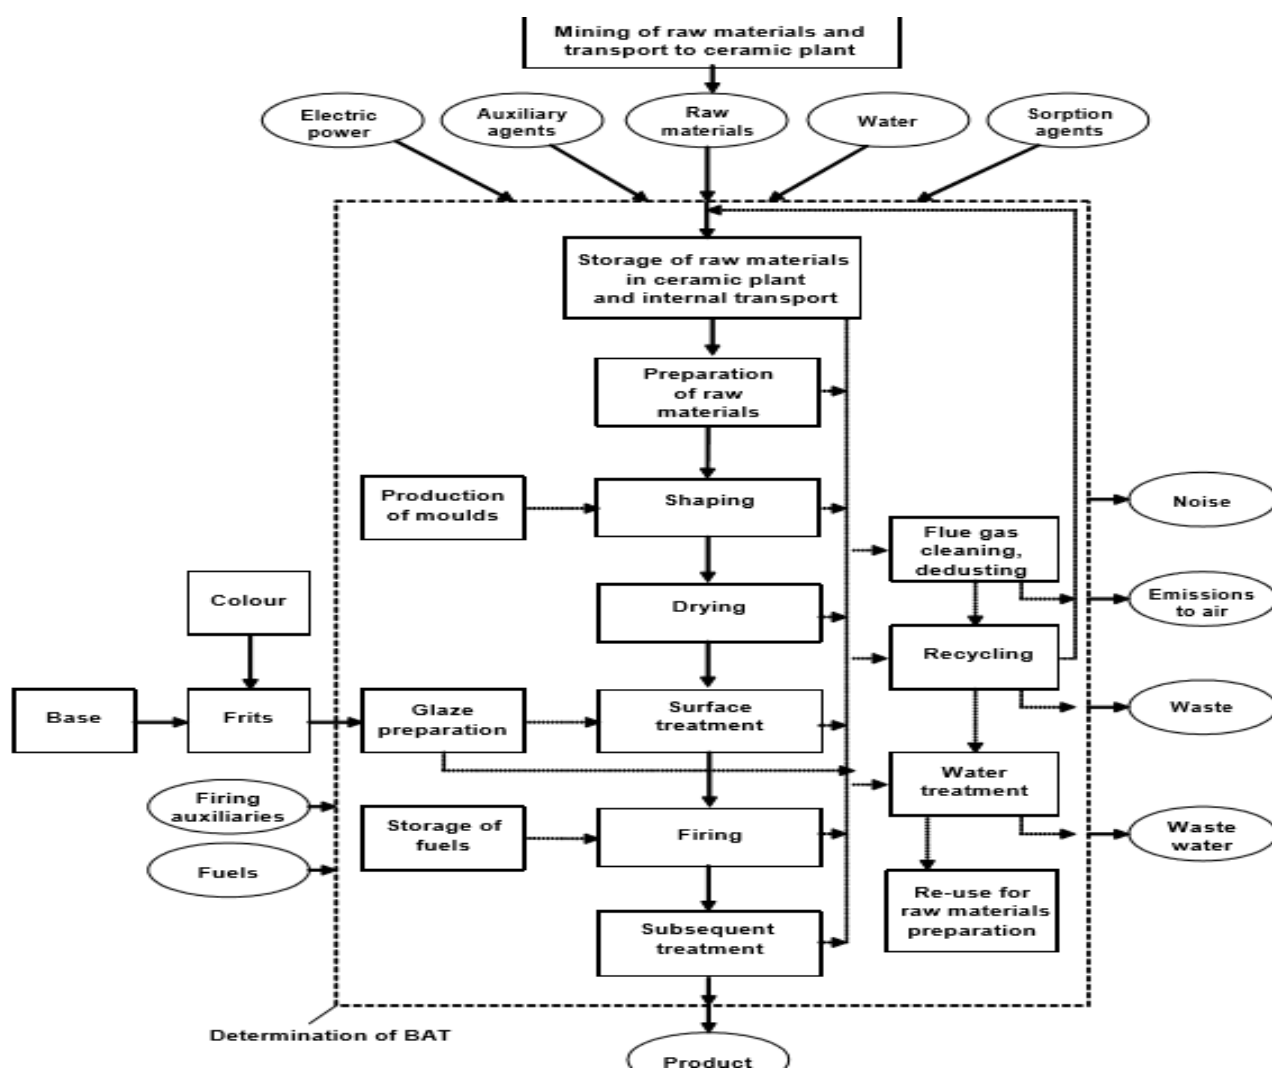 Mining of raw materials and
transport to ceramic plant
Electric
power
Auxiliary
agents
Raw
materials
Water
Sorption
agents
Storage of raw materials
in ceramic plant
and internal transport
Preparation
of raw
materials
Production
of moulds
Shaping
Noise
Flue gas
cleaning,
dedusting
Colour
Drying
Emissions
to air
Recycling
Base
Frits
Glaze
preparation
Surface
treatment
Waste
Water
treatment
Firing
auxiliaries
Storage of
fuels
Firing
Waste
water
Fuels
Re-use for
raw materials
preparation
Subsequent
treatment
Determination of BAT
Product